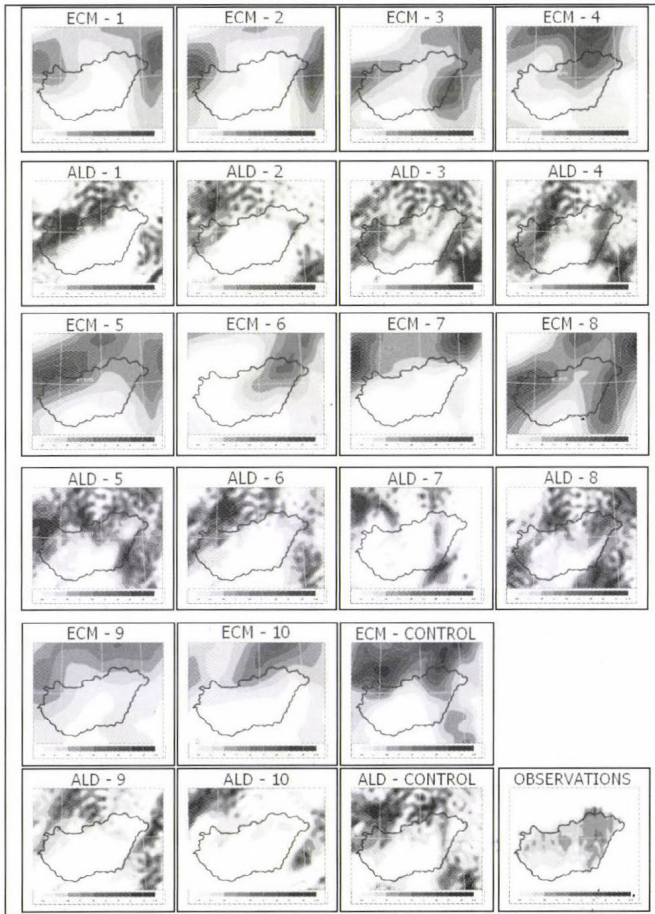 ECM - 1
ECM - 2
ECM - 3
ECM - 4
ALD - 1
ALD - 2
ALD - 3
ALD - 4
ECM - 5
ECM - 6
ECM - 7
ECM - 8
ALD - 5
ALD - 6
ALD - 7
ALD - 8
ECM - 9
ECM - 10
ECM - CONTROL
ALD - 9
ALD - 10
ALD - CONTROL
OBSERVATIONS